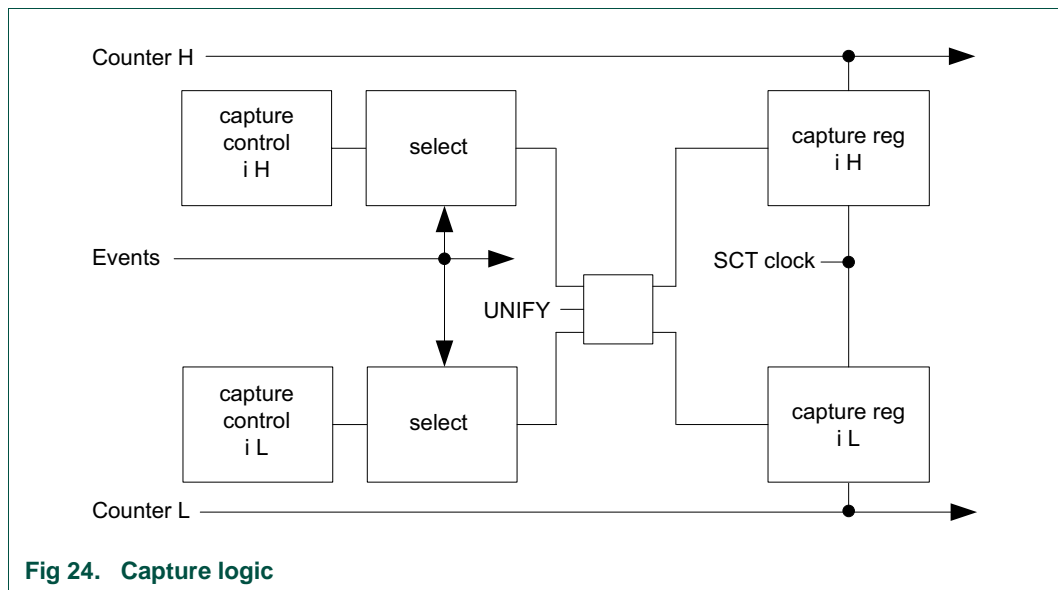 Counter H
capture
control
i H
select
capture reg
i H
Events
SCT clock
UNIFY
capture
control
i L
select
capture reg
i L
Counter L
Fig 24. Capture logic